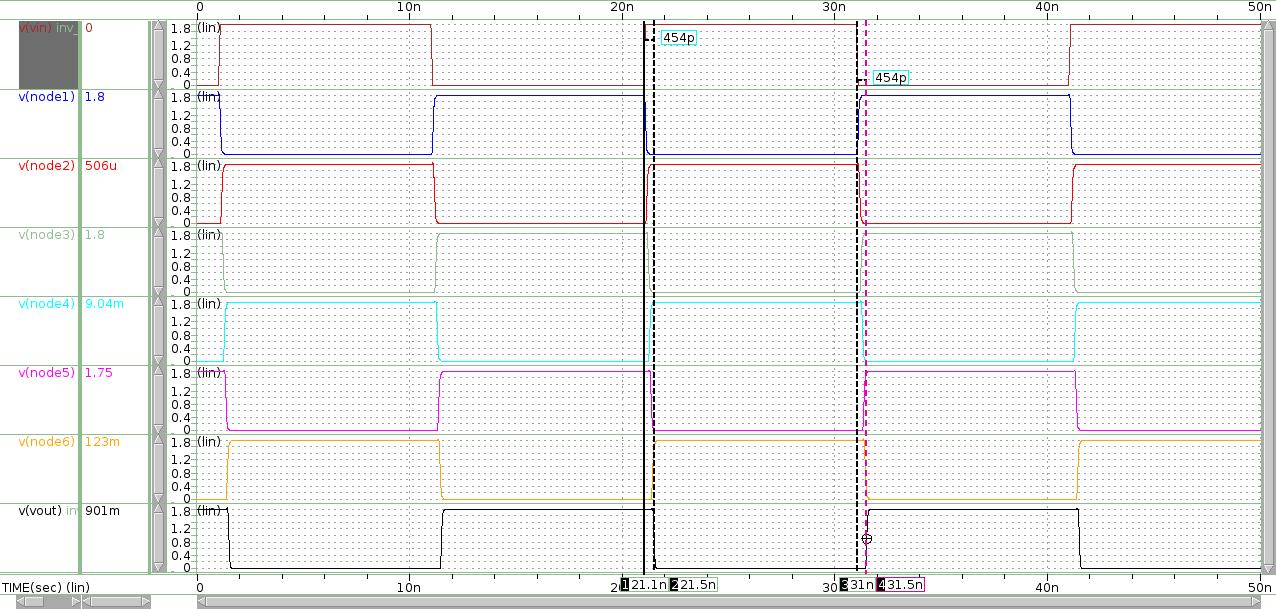 0 10n 20n 30n 40n 50n
v(vin) inv_ 0 1.8 (lin) 454p
1.2
0.8
0.4 454p
0
v(node1) 1.8 1.8 (lin)
1.2
0.8
0.4
0
v(node2) 506u 1.8 (lin)
1.2
0.8
0.4
0
v(node3) 1.8 1.8 (lin)
1.2
0.8
0.4
0
v(node4) 9.04m 1.8 (lin)
1.2
0.8
0.4
0
v(node5) 1.75 1.8 (lin)
1.2
0.8
0.4
0
v(node6) 123m 1.8 (lin)
1.2
0.8
0.4
0
v(vout) in 901m 1.8 (lin)
1.2
0.8
0.4
0
TIME(sec) (lin) 0 10n 20 1 21.1n 2 21.5n 3 31n 4 31.5n 40n 50n